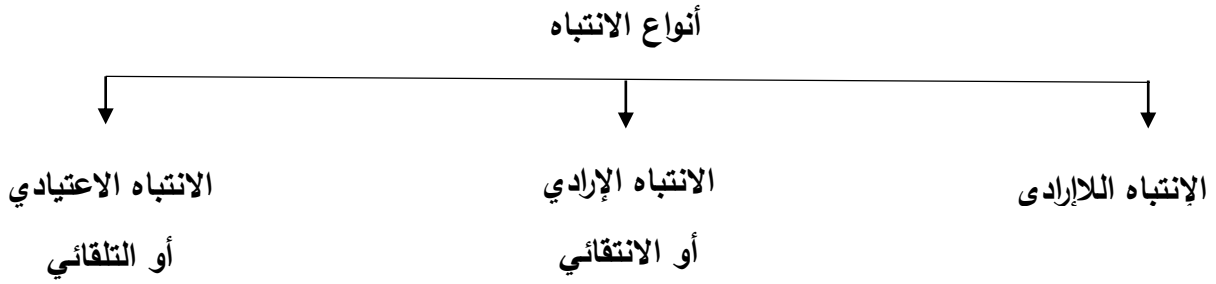 أنواع الانتباه
الإنتباه اللاإرادى
الانتباه الإرادي
أو الانتقائي
الانتباه الاعتيادي
أو التلقائي